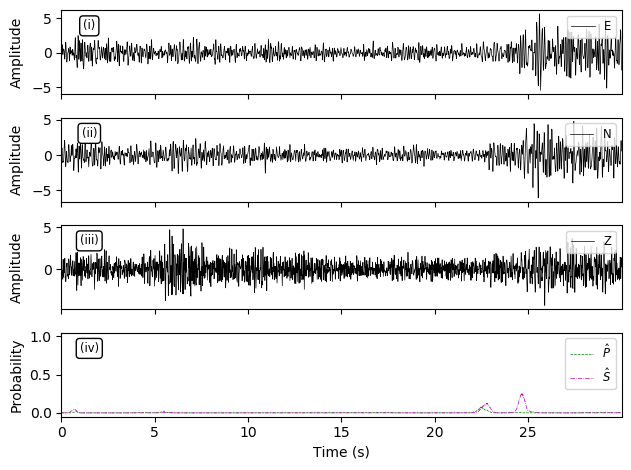 Amplitude
5
0
−5
(i)
E
Amplitude
5
0
−5
(ii)
N
Amplitude
5
0
(iii)
Z
Probability
1.0
0.5
0.0
(iv)
P̂
Ŝ
0 5 10 15 20 25
Time (s)